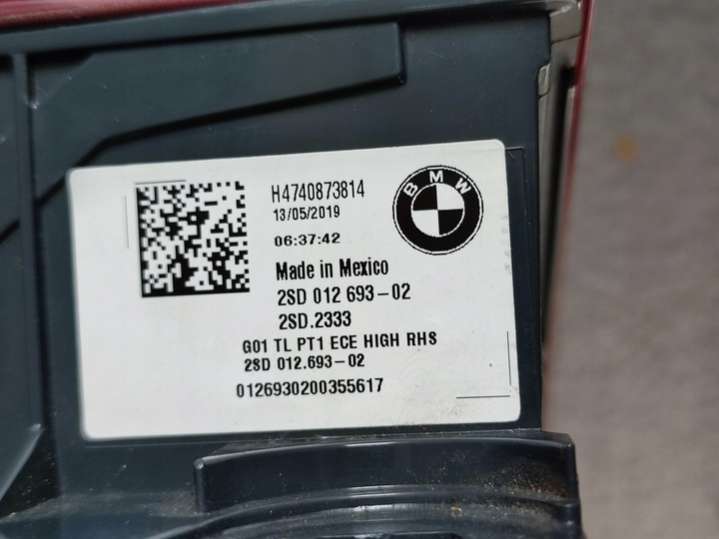 H4740873814
13/05/2019
06:37:42
BMW
Made in Mexico
2SD 012 693-02
2SD.2333
G01 TL PT1 ECE HIGH RHS
2SD 012.693-02
0126930200355617